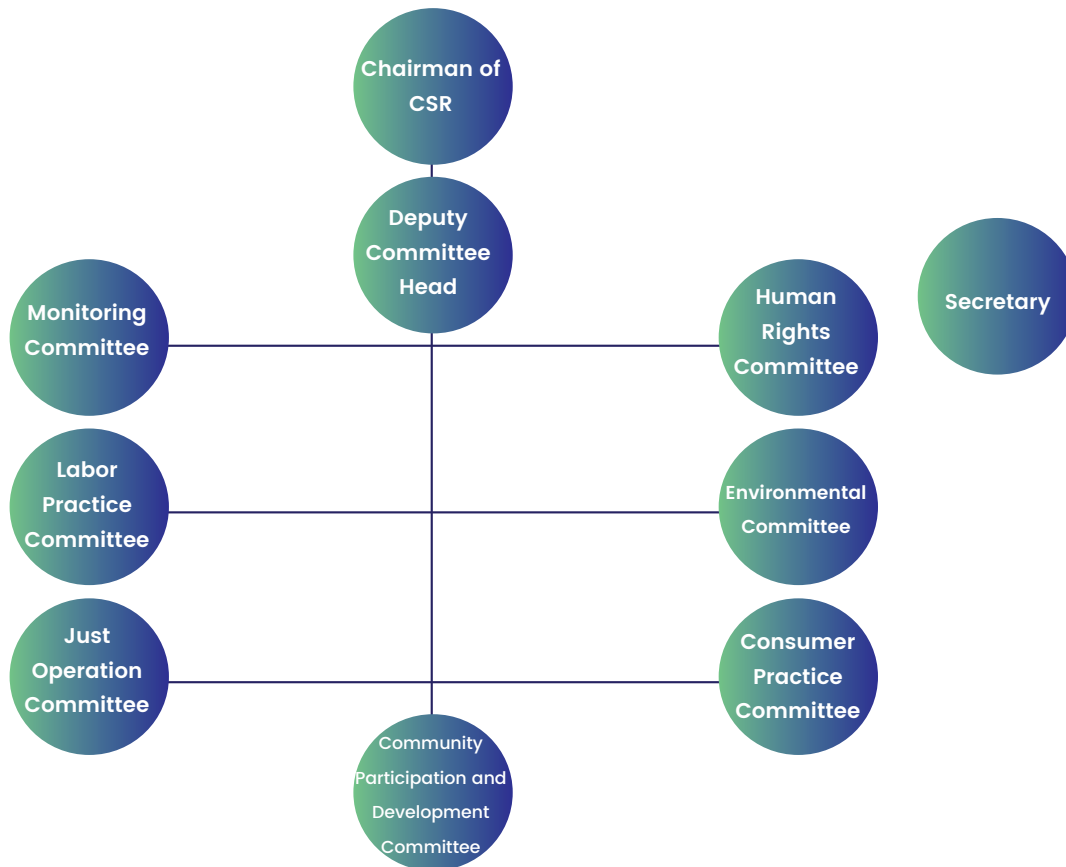 Chairman of
CSR
Deputy
Committee
Head
Monitoring
Committee
Human
Rights
Committee
Secretary
Labor
Practice
Committee
Environmental
Committee
Just
Operation
Committee
Consumer
Practice
Committee
Community
Participation and
Development
Committee